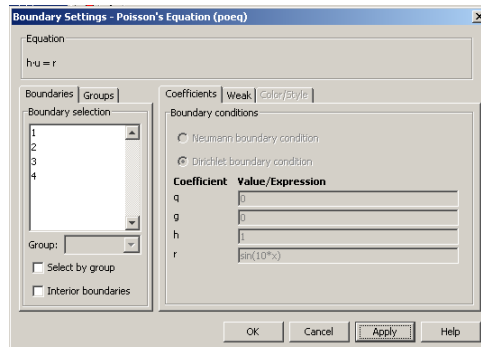 Boundary Settings - Poisson's Equation (poeq)
Equation
h·u = r
Boundaries Groups
Boundary selection
1
2
3
4
Group:
Select by group
Interior boundaries
Coefficients Weak Color/Style
Boundary conditions
Neumann boundary condition
Dirichlet boundary condition
Coefficient Value/Expression
q 0
g 0
h 1
r sin(10*x)
OK Cancel Apply Help